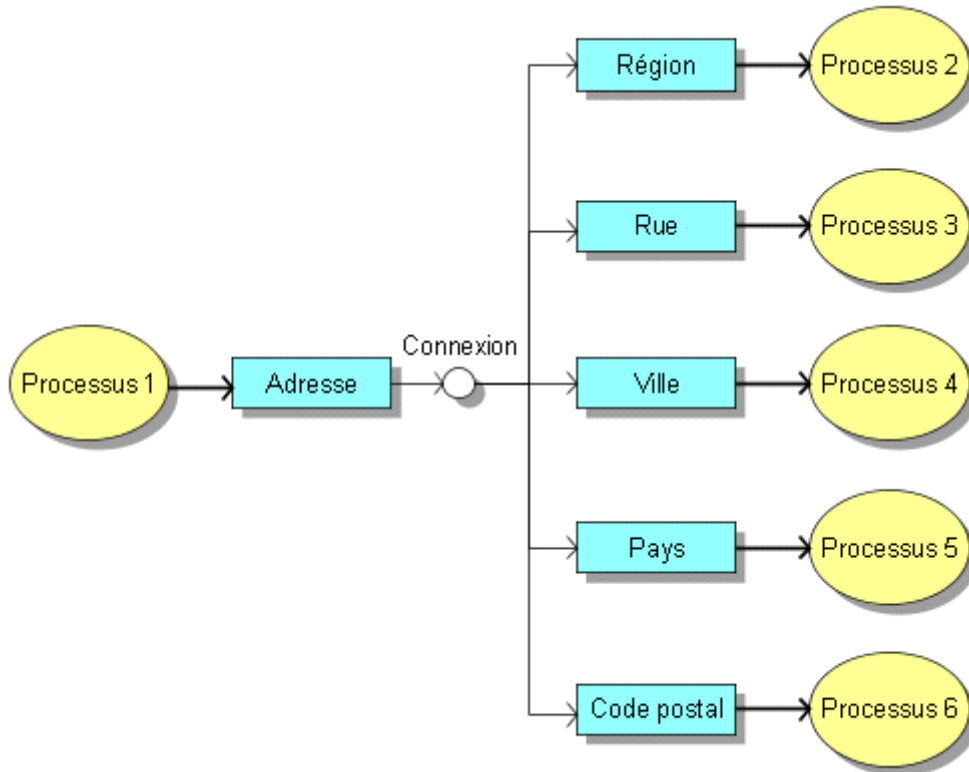 Région
Processus 2
Rue
Processus 3
Connexion
Processus 1
Adresse
Ville
Processus 4
Pays
Processus 5
Code postal
Processus 6